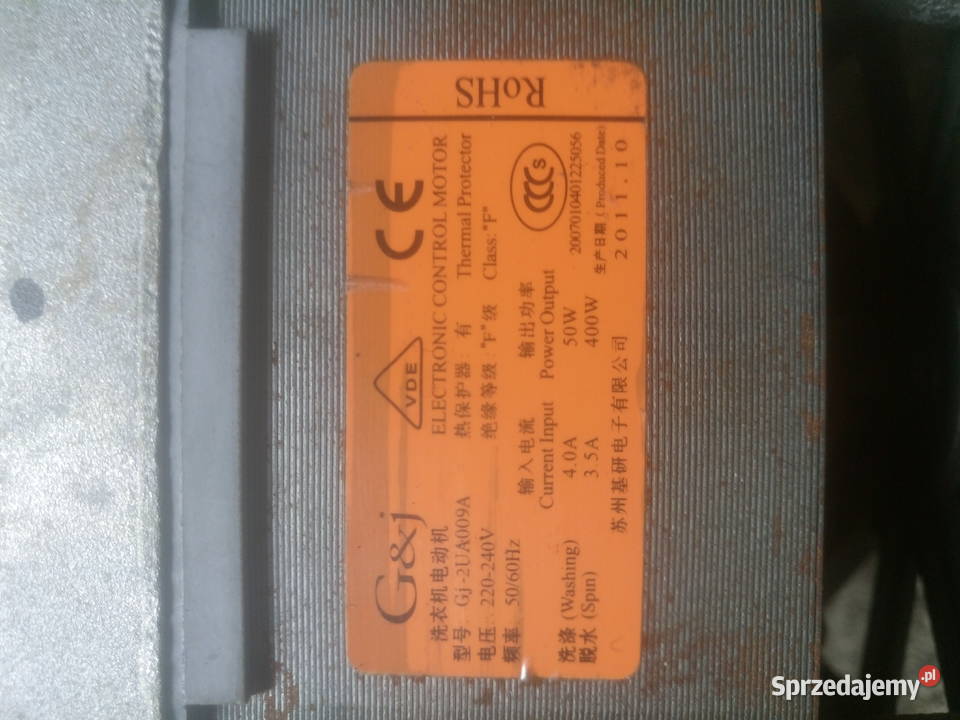 RoHS
G&j
VDE
CE
洗衣机电动机
ELECTRONIC CONTROL MOTOR
型号 Gj-2UA009A
热保护器: 有 Thermal Protector
电压 220-240V
绝缘等级: "F" 级 Class: "F"
频率 50/60Hz
输入电流 输出功率
Current Input Power Output
洗涤 (Washing) 4.0A 50W
脱水 (Spin) 3.5A 400W
CCC S
2007010401225056
生产日期 (Produced Date)
苏州基研电子有限公司 2011.10
Sprzedajemy.pl